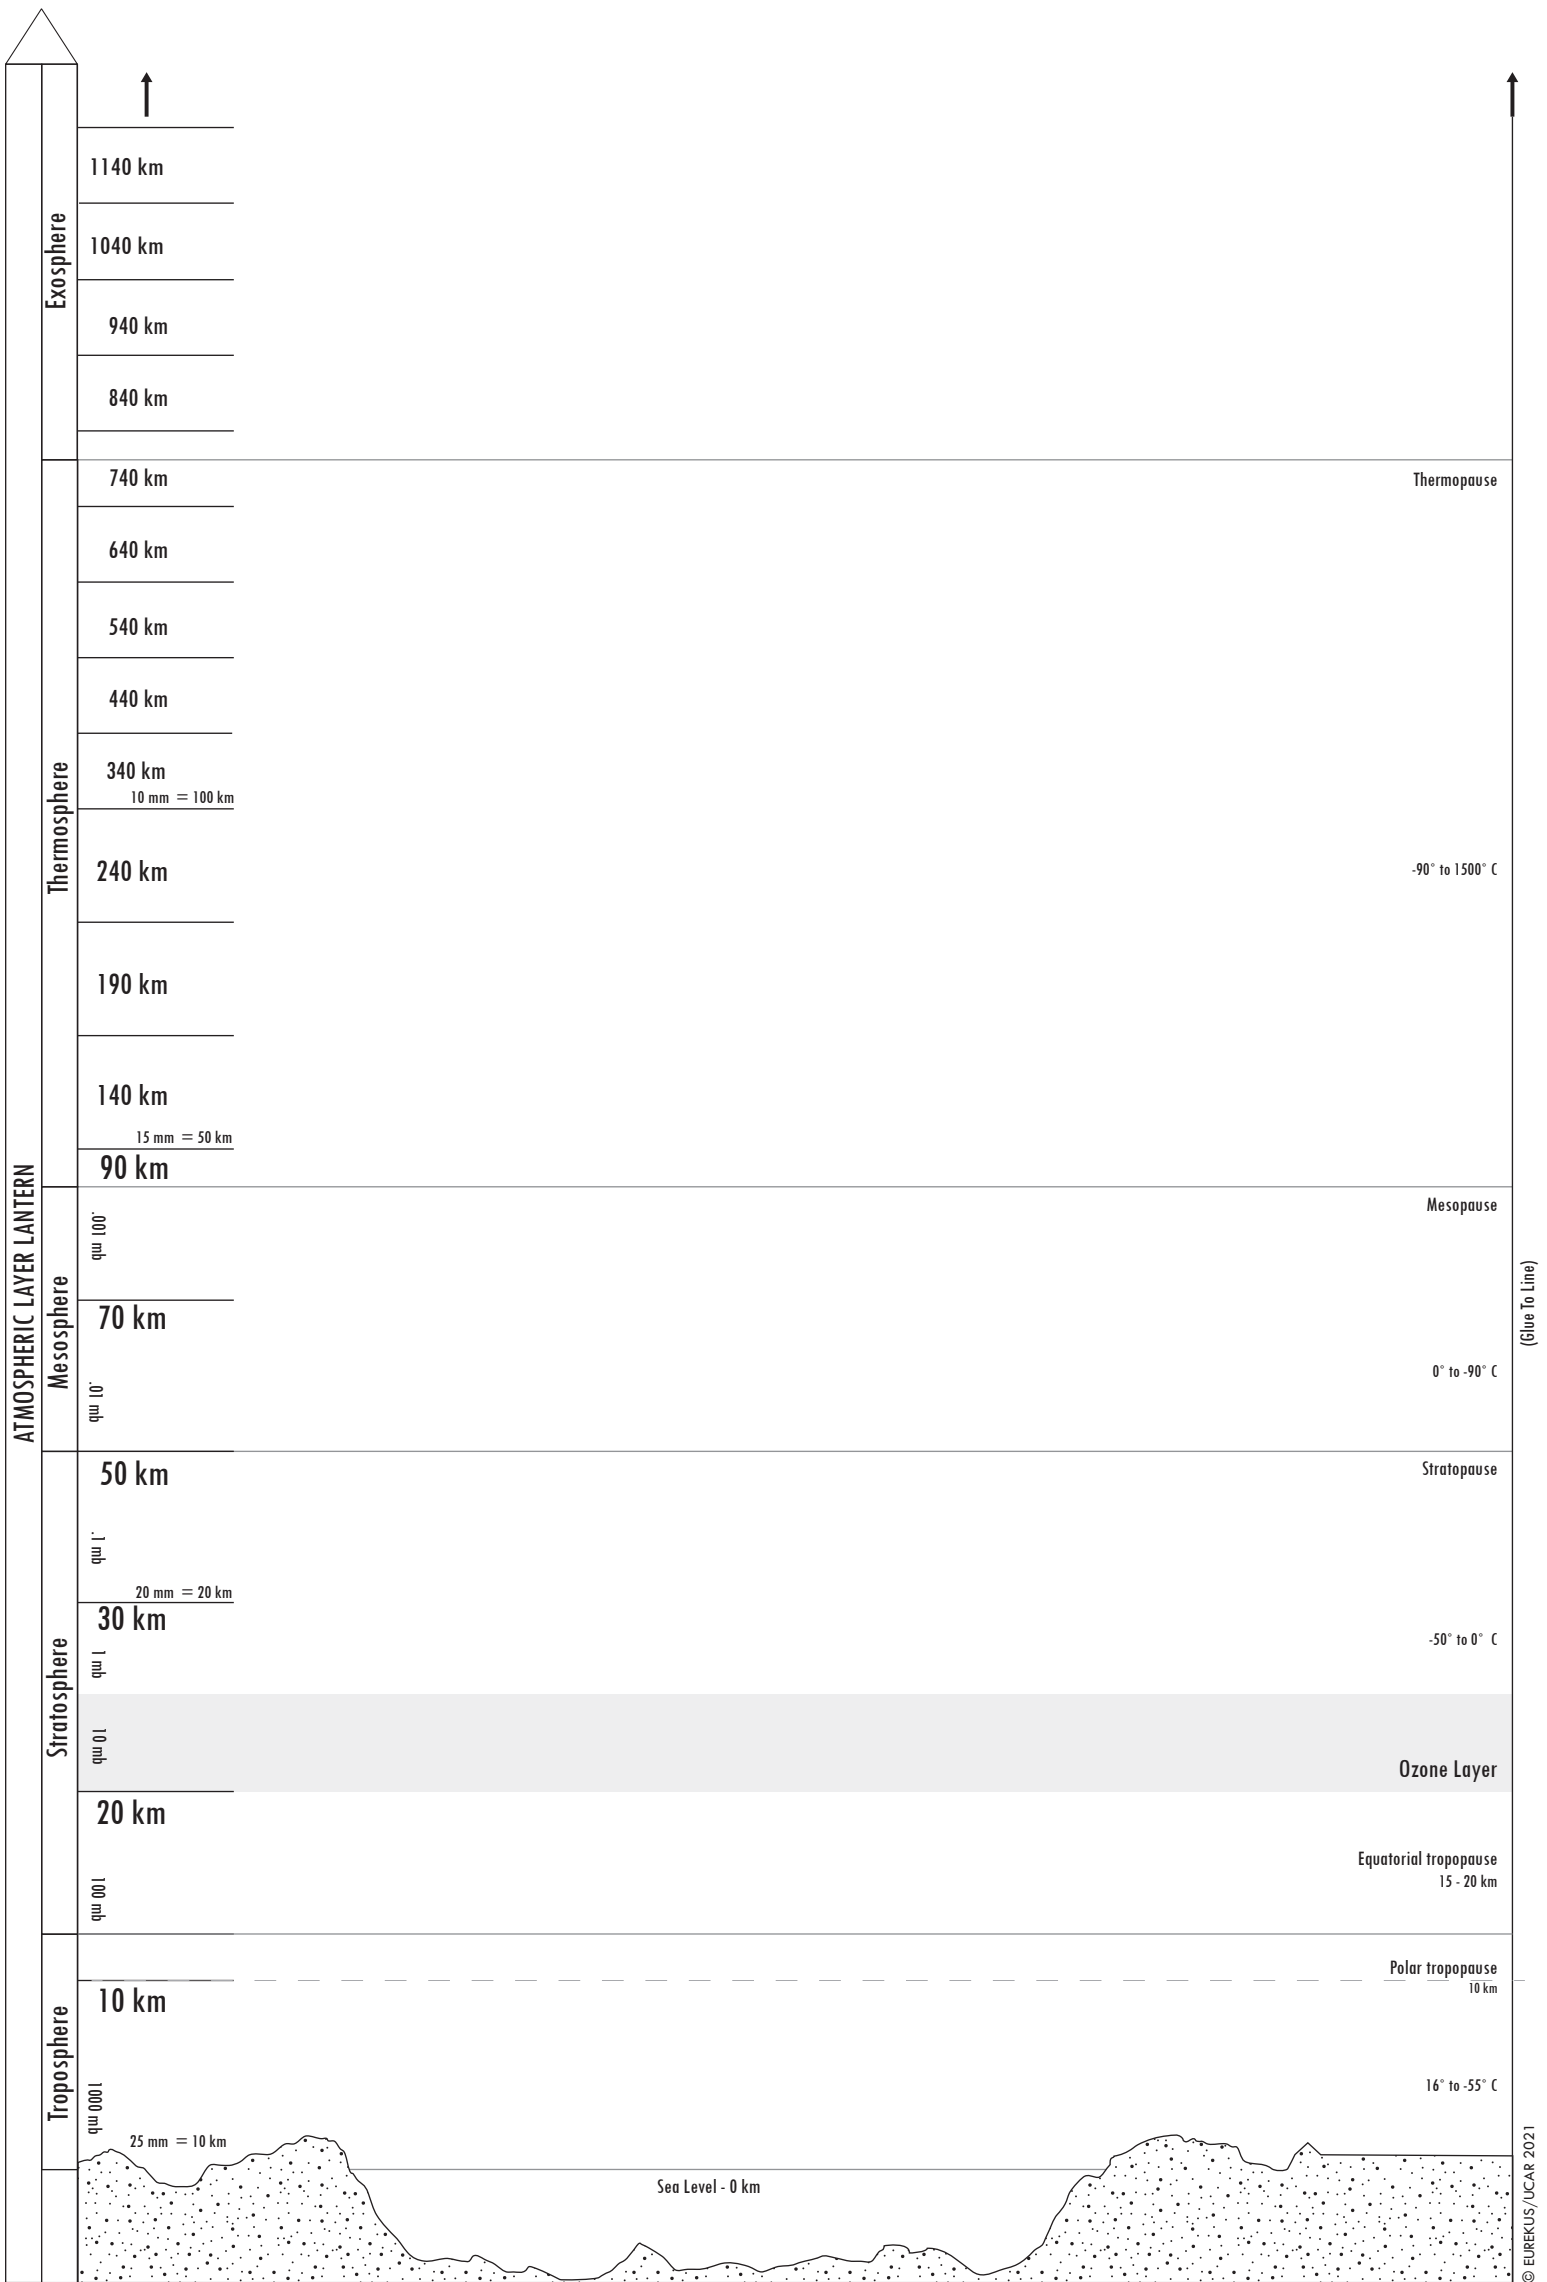 ATMOSPHERIC LAYER LANTERN
Exosphere
1140 km
1040 km
940 km
840 km
Thermosphere
740 km
Thermopause
640 km
540 km
440 km
340 km
10 mm = 100 km
240 km
-90° to 1500° C
190 km
140 km
15 mm = 50 km
90 km
Mesosphere
Mesopause
.001 mb
70 km
(Glue To Line)
0° to -90° C
.01 mb
Stratosphere
50 km
Stratopause
.1 mb
20 mm = 20 km
30 km
-50° to 0° C
1 mb
10 mb
Ozone Layer
20 km
Equatorial tropopause
15 - 20 km
100 mb
Troposphere
Polar tropopause
10 km
10 km
16° to -55° C
1000 mb
25 mm = 10 km
Sea Level - 0 km
© EUREKUS/UCAR 2021